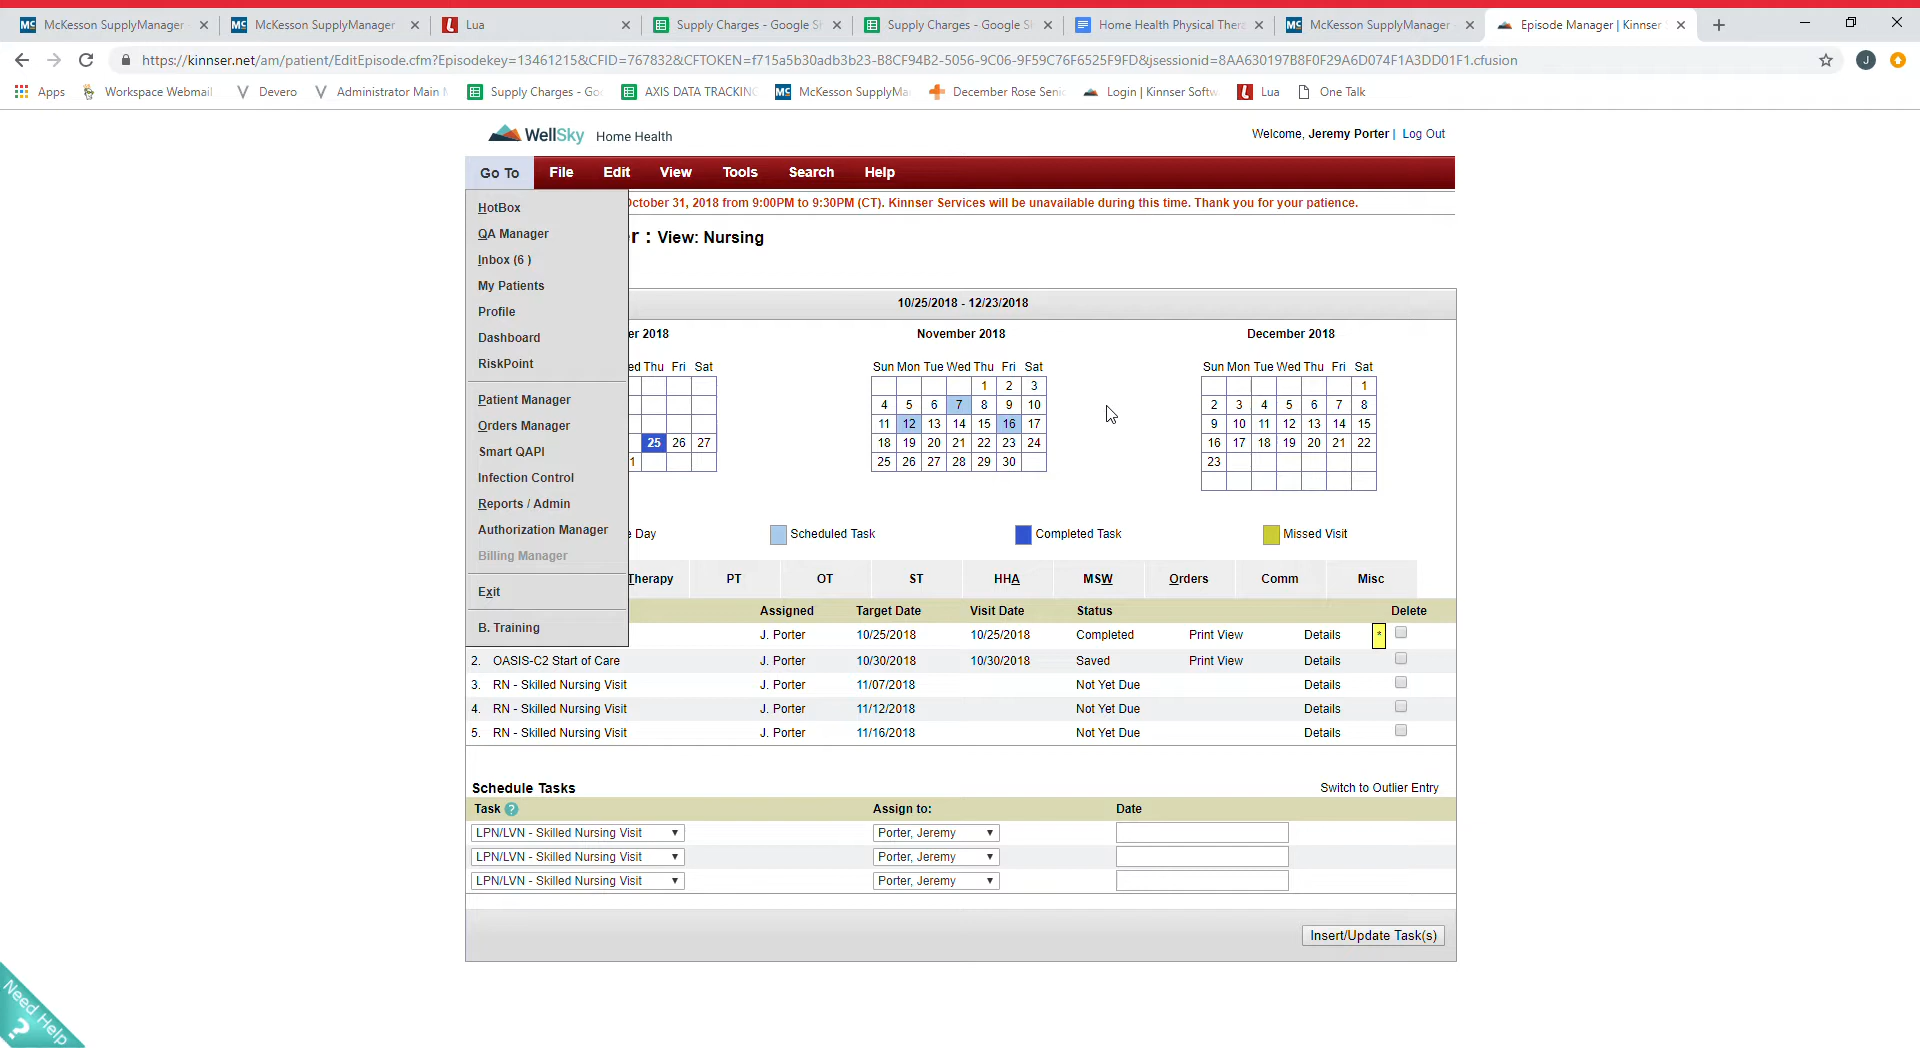 McKesson SupplyManager
McKesson SupplyManager
Lua
Supply Charges - Google Sh
Supply Charges - Google Sh
Home Health Physical Thera
McKesson SupplyManager
Episode Manager | Kinnser
https://kinnser.net/am/patient/EditEpisode.cfm?Episodekey=13461215&CFID=767832&CFTOKEN=f715a5b30adb3b23-B8CF94B2-5056-9C06-9F59C76F6525F9FD&jsessionid=8AA630197B8F0F29A6D074F1A3DD01F1.cfusion
J
Apps
Workspace Webmail
Devero
Administrator Main
Supply Charges - Goo
AXIS DATA TRACKING
McKesson SupplyMa
December Rose Senio
Login | Kinnser Softw
Lua
One Talk
WellSky Home Health
Welcome, Jeremy Porter | Log Out
Go To File Edit View Tools Search Help
October 31, 2018 from 9:00PM to 9:30PM (CT). Kinnser Services will be unavailable during this time. Thank you for your patience.
HotBox
QA Manager
Inbox (6 )
My Patients
Profile
Dashboard
RiskPoint
Patient Manager
Orders Manager
Smart QAPI
Infection Control
Reports / Admin
Authorization Manager
Billing Manager
Exit
B. Training
r : View: Nursing
10/25/2018 - 12/23/2018
er 2018
ed Thu Fri Sat
25 26 27
1
November 2018
Sun Mon Tue Wed Thu Fri Sat
1 2 3
4 5 6 7 8 9 10
11 12 13 14 15 16 17
18 19 20 21 22 23 24
25 26 27 28 29 30
December 2018
Sun Mon Tue Wed Thu Fri Sat
1
2 3 4 5 6 7 8
9 10 11 12 13 14 15
16 17 18 19 20 21 22
23
e Day
Scheduled Task
Completed Task
Missed Visit
Therapy PT OT ST HHA MSW Orders Comm Misc
Assigned Target Date Visit Date Status Delete
J. Porter 10/25/2018 10/25/2018 Completed Print View Details *
2. OASIS-C2 Start of Care J. Porter 10/30/2018 10/30/2018 Saved Print View Details
3. RN - Skilled Nursing Visit J. Porter 11/07/2018 Not Yet Due Details
4. RN - Skilled Nursing Visit J. Porter 11/12/2018 Not Yet Due Details
5. RN - Skilled Nursing Visit J. Porter 11/16/2018 Not Yet Due Details
Schedule Tasks
Switch to Outlier Entry
Task ? Assign to: Date
LPN/LVN - Skilled Nursing Visit Porter, Jeremy
LPN/LVN - Skilled Nursing Visit Porter, Jeremy
LPN/LVN - Skilled Nursing Visit Porter, Jeremy
Insert/Update Task(s)
Need Help
?